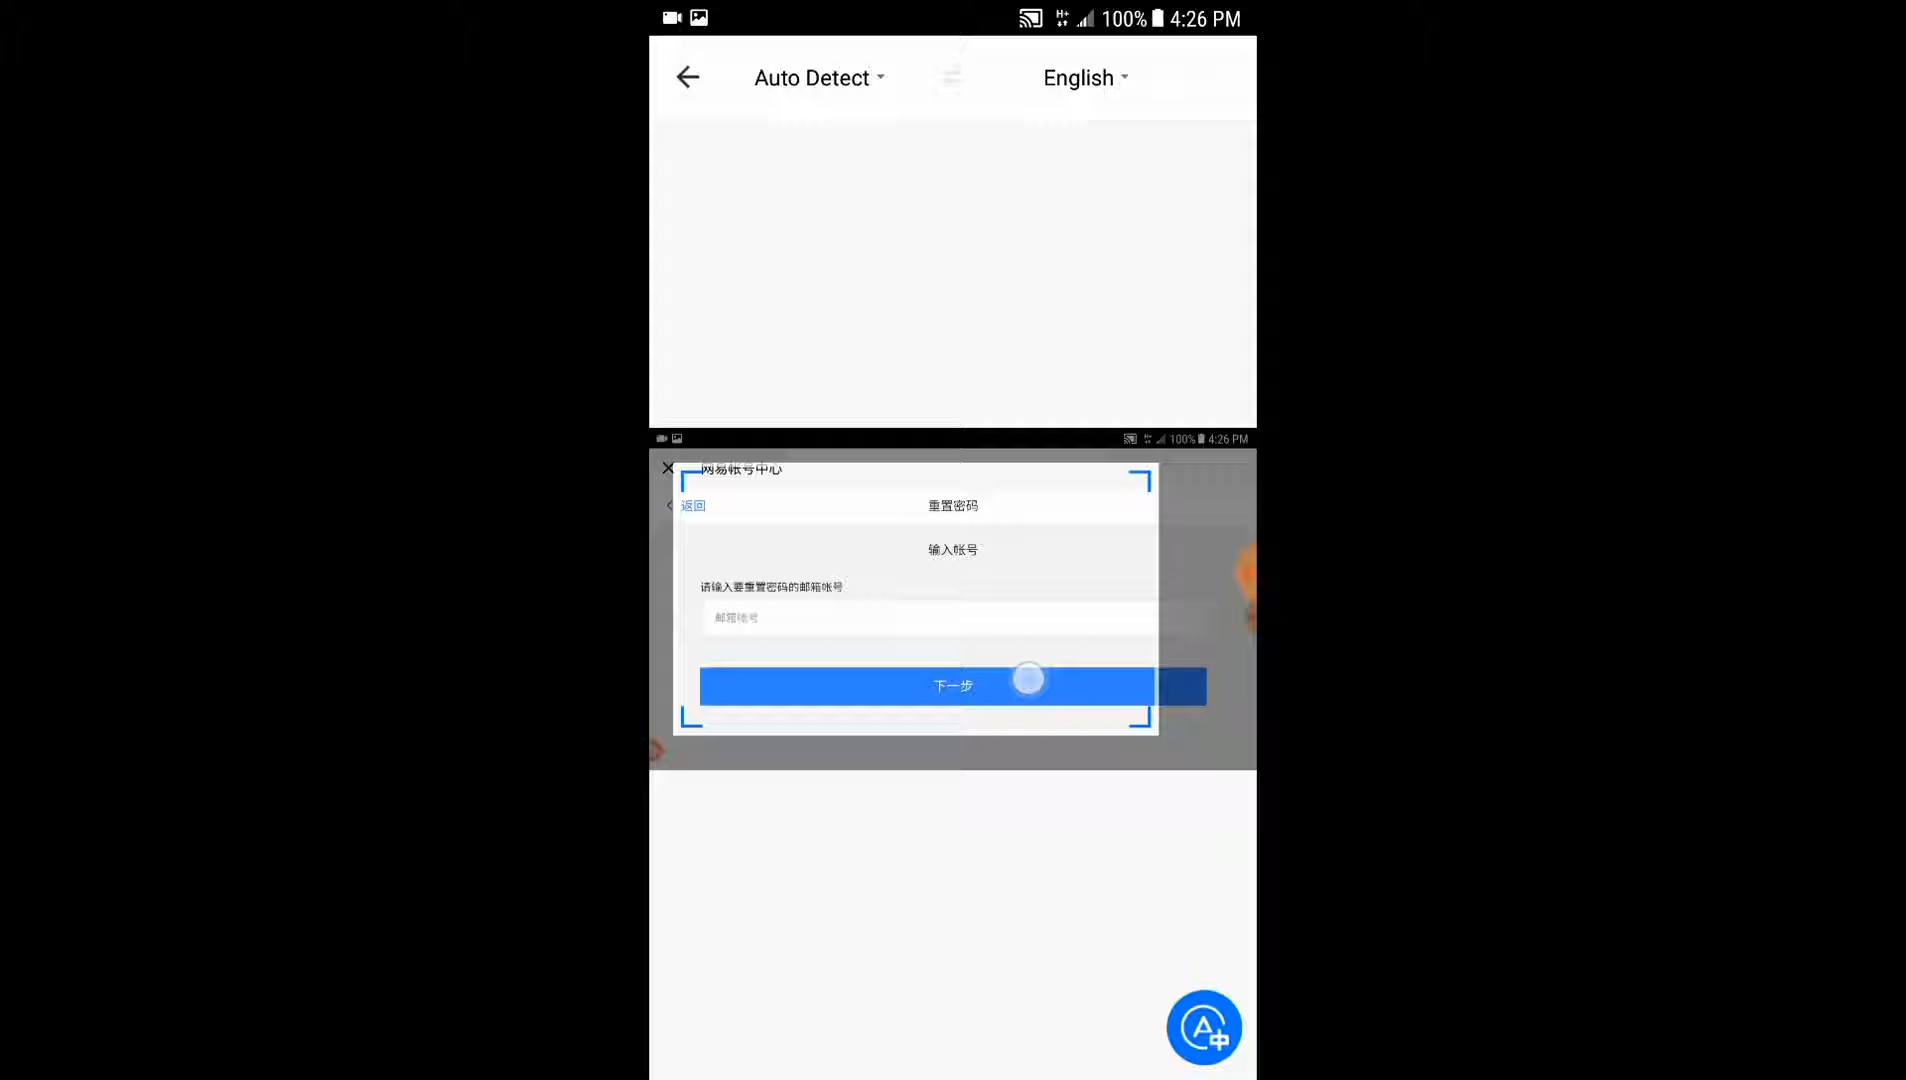 100% 4:26 PM
Auto Detect
English
100% 4:26 PM
网易帐号中心
返回
重置密码
输入帐号
请输入要重置密码的邮箱帐号
邮箱帐号
下一步
A中